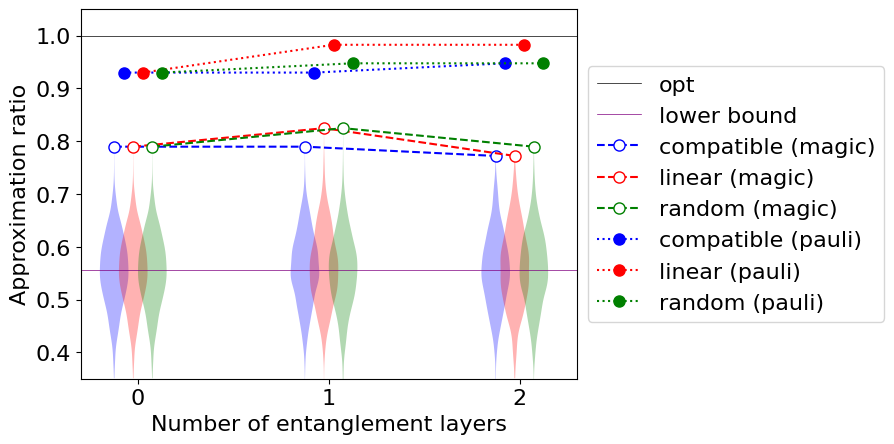 Approximation ratio
1.0
0.9
0.8
0.7
0.6
0.5
0.4
0 1 2
Number of entanglement layers
opt
lower bound
compatible (magic)
linear (magic)
random (magic)
compatible (pauli)
linear (pauli)
random (pauli)